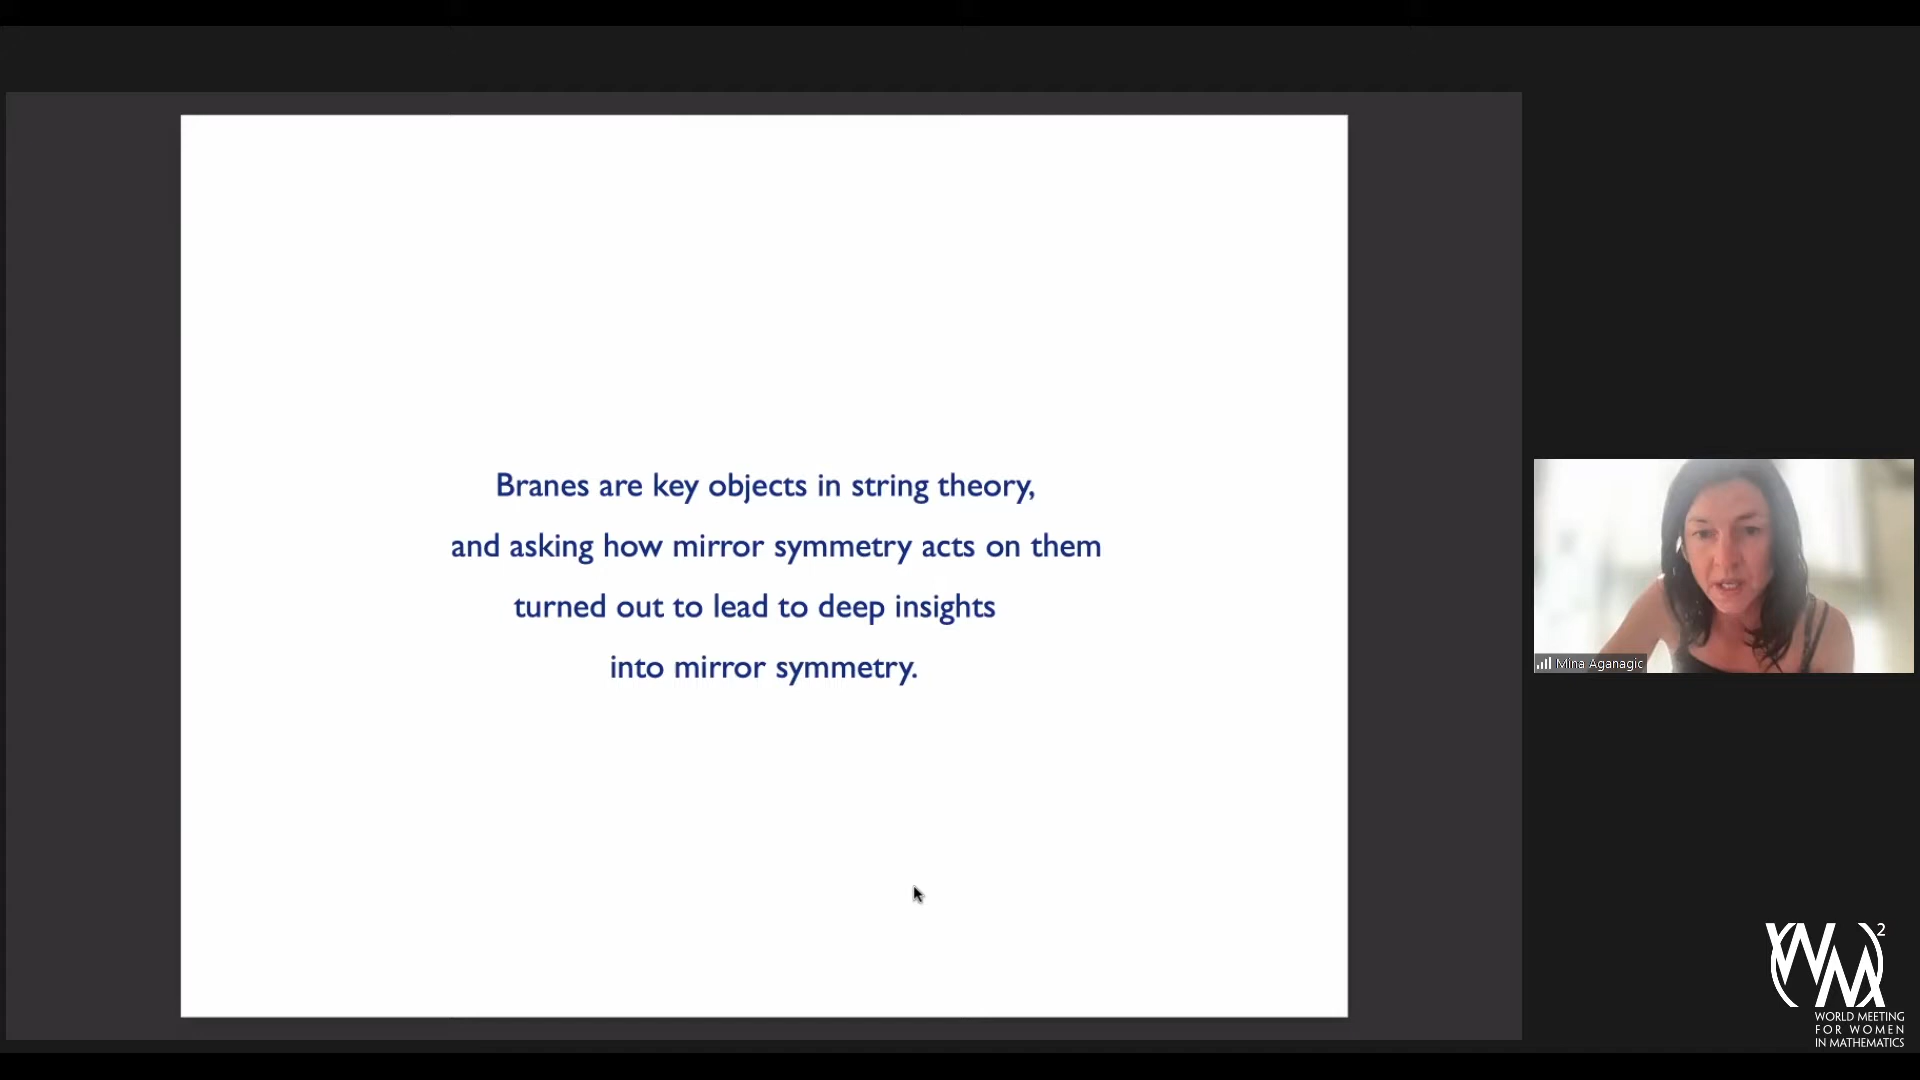 Branes are key objects in string theory,
and asking how mirror symmetry acts on them
turned out to lead to deep insights
into mirror symmetry.
Mina Aganagic
(WM)²
WORLD MEETING
FOR WOMEN
IN MATHEMATICS